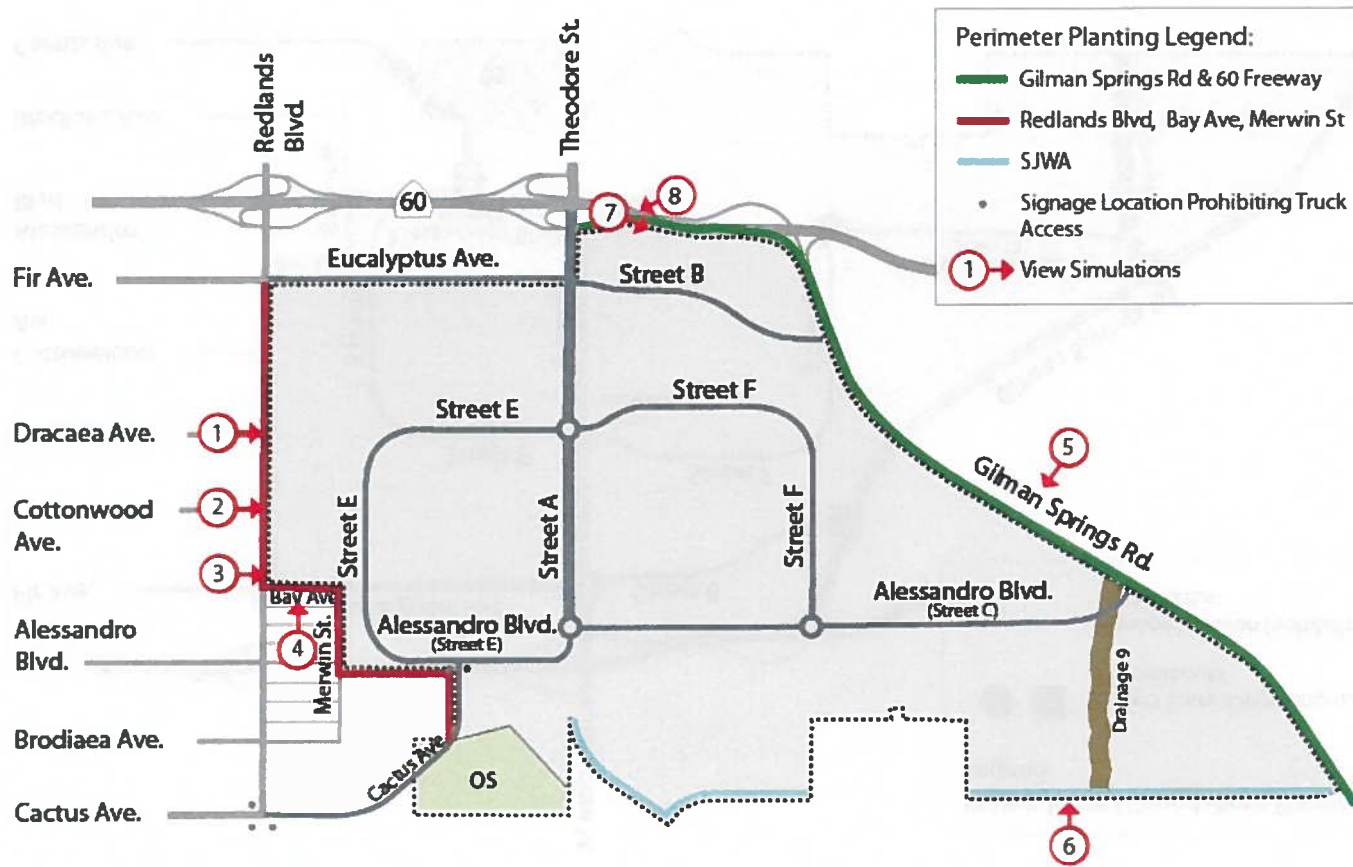 Redlands
Blvd.
Theodore St.
Perimeter Planting Legend:
Gilman Springs Rd & 60 Freeway
Redlands Blvd, Bay Ave, Merwin St
SJWA
Signage Location Prohibiting Truck
Access
1
View Simulations
60
7
8
Fir Ave.
Eucalyptus Ave.
Street B
Dracaea Ave.
1
Street E
Street F
5
Gilman Springs Rd.
Cottonwood
Ave.
2
Street E
Street A
Street F
3
Bay Ave
4
Merwin St.
Alessandro
Blvd.
Alessandro Blvd.
(Street E)
Alessandro Blvd.
(Street C)
Drainage 9
Brodiaea Ave.
Cactus Ave
OS
Cactus Ave.
6